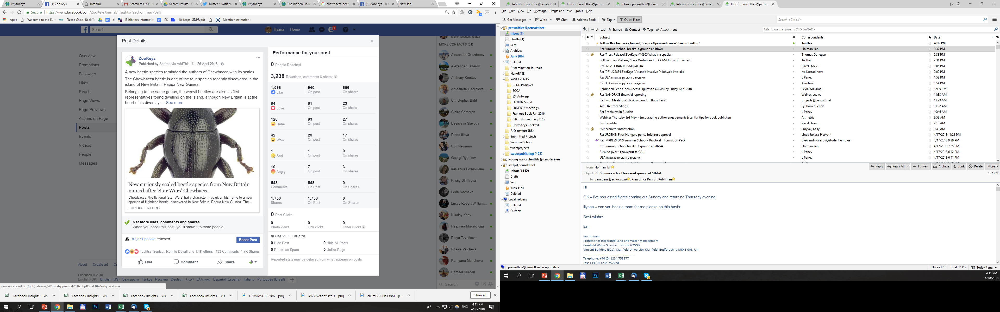 PhytoKeys
(1) ZooKeys
Infohub
Search results - il
Search results - G
Twitter / Notificat
PhytoKeys
The hidden Heuc
chewbacca beetle
(1) ZooKeys - A e
New Tab
Secure
https://www.facebook.com/ZooKeysJournal/insights/?section=navPosts
Apps
Welcome to the Eur
Please Check Back T
d
Exhibitors Informatic
PS
10_Steps_GDPR.pdf
Member Institutions
Search
Iliyana
Home
1
Overview
Promotions
Followers
Likes
Reach
Page Views
Page Previews
Actions on Page
Posts
Events
Videos
People
Messages
About
Create ad
Facebook © 2018
English (UK) English (US) Български Türkçe Русский Deutsch العربية Ελληνικά Español (España) Italiano Português (Brasil)
Post Details
ZooKeys
Published by Shared via AddThis [?] · 26 April 2016 ·
A new beetle species reminded the authors of Chewbacca with its scales
The Chewbacca beetle is one of the four species recently discovered in the
island of New Britain, Papua New Guinea.
Belonging to the same genus, the weevil beetles are also its first
representatives found dwelling on the island, although New Britain is at the
heart of its diversity. ... See more
New curiously scaled beetle species from New Britain
named after 'Star Wars' Chewbacca
Chewbacca, the fictional 'Star Wars' hairy character, has given his name to a new
species of flightless beetle, discovered in New Britain, Papua New Guinea. The...
EUREKALERT.ORG
Get more likes, comments and shares
When you boost this post, you'll show it to more people.
87,271 people reached
Boost Post
Techtra Tronical, Ronnie Duvall and 1.1K others 433 Comments 1.7K Shares
Like
Comment
Share
Performance for your post
0 People Reached
3,238 Reactions, comments & shares
1,596 940 656
Like On post On shares
84 61 23
Love On post On shares
120 93 27
Haha On post On shares
42 25 17
Wow On post On shares
1 1 0
Sad On post On shares
10 7 3
Angry On post On shares
548 548 0
Comments On Post On Shares
1,750 1,750 0
Shares On Post On Shares
0 Post Clicks
0 0 0
Photo views Link clicks Other Clicks
NEGATIVE FEEDBACK
0 Hide Post 0 Hide All Posts
0 Report as Spam 0 Unlike Page
Reported stats may be delayed from what appears on posts
Ivaylo, Seyhan, Tsetsa
MORE CONTACTS (31)
Alexander Grozdanov
Alexander Lazarov
Anthony Krustev
Antoaneta Georgieva...
Christopher Bahl
Claire Cameron
Desislava Slavova
Diana Ilieva
Edd Newman
Georgi Dyankov
Камелия Бояджиева
Krissy Dimitrova
Leda Necheva
Lucas Robert William...
Nikolay Koev
Павлина Михаилова
Petya Tzvetkova
Rosica Valcheva
Rumyana Mancheva
Samael Durden
Search
www.eurekalert.org/pub_releases/2016-04/pp-ncs042616.php#.Vx-CBTu5wJg.facebook
Facebook Insights ....xls
Facebook Insights ....xls
Facebook Insights ....xls
Facebook Insights ....xls
GOWMSOBIPY86....png
AW7Jv2zdotDYqU....png
ciOmG3XiBnX38M....p...
Show all
ENG
4:11 PM
4/18/2018
Inbox - pressoffice@pensoft.net
Inbox - pressoffice@pens...
Inbox - pressoffice@pens...
Inbox - pressoffice@pens...
Inbox - pressoffice@pens...
File Edit View Go Message Events and Tasks Tools Help
Get Messages
Write
Chat
Address Book
Tag
Quick Filter
Search <Ctrl+K>
pressoffice@pensoft.net
Inbox (1)
Drafts (1)
Sent
Archives
Junk (86)
Deleted
Dissemination Journals
NanoFASE
PAST EVENTS
CSDD Positives
ECCA
ES, Antwerp
EU BON Stand
FBM2017 meetings
Frankurt Book Fair 2016
GTOE Brussels Feb, 2017
PhytoKeys Cocktail
RIO twitter (88)
Submitted Projects
Summer School
tweetprojects
tweetpublishing (495)
young_nanoscientists@nanofase.eu
smtp@pensoft.net
Inbox (1142)
Drafts
Sent
Junk (15)
Deleted
Local Folders
Deleted
Outbox
Unread Starred Contact Tags Attachment
Filter these messages <Ctrl+Shift+K>
Subject Correspondents Date
Follow BioDiscovery Journal, ScienceOpen and Caren Shin on Twitter! Twitter 4:06 PM
Re: Summer school breakout grouop at 5thGA Holman, Ian 2:37 PM
Re: [Press Release] ZooKeys #10965 What is a species Thomas Donegan 2:33 PM
Follow Imen Meliane, Steve Venton and DECCMA India on Twitter! Twitter 2:31 PM
Re: H2020 GRANT: ESMERALDA Pavel Stoev 2:05 PM
Re: [PR] #22884 ZooKeys "Atlantic invasive Ptilohyale littoralis" Iva Kostadinova 2:00 PM
Re: USA визи за руски граждани L Penev 1:58 PM
Re: USA визи за руски граждани Aerotour 1:54 PM
Reminder: Send Open Access Figures to OASPA by Friday April 20th Leyla Williams 12:09 PM
Re: NANOFASE financial reporting Walker, Lee A. 11:33 AM
Re: Fwd: Meeting at UKSG or London Book Fair? projects@pensoft.net 11:29 AM
ARPHA Proceedings Lyubomir Penev 11:22 AM
Re: Brochures in Russian L Penev 10:46 AM
Webinar Thursday 3rd May - Encouraging author engagement: Essential tips for book publishers Altmetric 9:59 AM
Fwd: sreshta Pavel Stoev 9:13 AM
SSP exhibitor information Smykal, Kelly 3:40 AM
Re: URGENT: Final Hungary policy brief for approval Linda Juhasz-Horvath 4/17/2018 11:21 PM
Re: IMPRESSIONS Summer School - Practical Information Pack oleksandr.karasov@student.emu.ee 4/17/2018 9:39 PM
Re: Summer school breakout grouop at 5thGA Holman, Ian 4/17/2018 7:25 PM
Визи за руски граждани за САЩ L Penev 4/17/2018 6:42 PM
USA визи за руски граждани L Penev 4/17/2018 6:41 PM
From Holman, Ian
Reply Reply All Forward Archive Junk Delete More
Subject RE: Summer school breakout grouop at 5thGA 2:37 PM
To pam.berry@eci.ox.ac.uk, Pressoffice Pensoft Publishers
Hi
OK – I've requested flights coming out Sunday and returning Thursday evening.
Iliyana – can you book a room for me please on this basis
Best wishes
Ian
Ian Holman
Professor of Integrated Land and Water Management
Cranfield Water Science Institute (CWSI)
Vincent Building (52a), Cranfield University, Cranfield, Bedfordshire MK43 0AL, UK
Telephone: +44 (0) 1234 758277
Fax: +44 (0) 1234 752970
pressoffice@pensoft.net is up to date
Unread: 1 Total: 11312 Today Pane
4:11 PM
4/18/2018